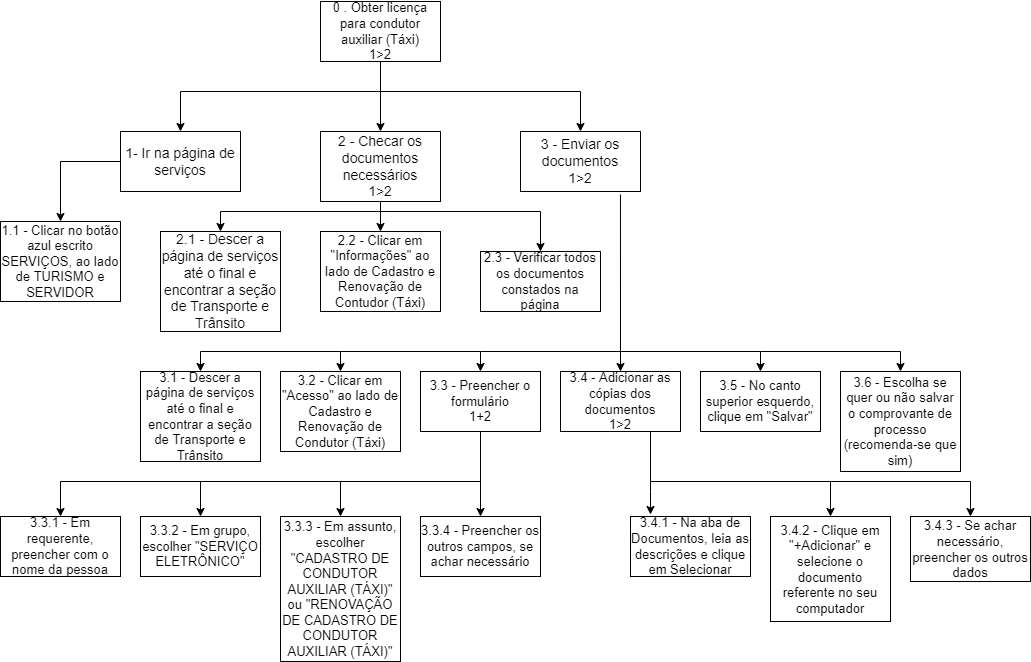 0 . Obter licença
para condutor
auxiliar (Táxi)
1>2
1- Ir na página de
serviços
2 - Checar os
documentos
necessários
1>2
3 - Enviar os
documentos
1>2
1.1 - Clicar no botão
azul escrito
SERVIÇOS, ao lado
de TURISMO e
SERVIDOR
2.1 - Descer a
página de serviços
até o final e
encontrar a seção
de Transporte e
Trânsito
2.2 - Clicar em
"Informações" ao
lado de Cadastro e
Renovação de
Contudor (Táxi)
2.3 - Verificar todos
os documentos
constados na
página
3.1 - Descer a
página de serviços
até o final e
encontrar a seção
de Transporte e
Trânsito
3.2 - Clicar em
"Acesso" ao lado de
Cadastro e
Renovação de
Condutor (Táxi)
3.3 - Preencher o
formulário
1+2
3.4 - Adicionar as
cópias dos
documentos
1>2
3.5 - No canto
superior esquerdo,
clique em "Salvar"
3.6 - Escolha se
quer ou não salvar
o comprovante de
processo
(recomenda-se que
sim)
3.3.1 - Em
requerente,
preencher com o
nome da pessoa
3.3.2 - Em grupo,
escolher "SERVIÇO
ELETRÔNICO"
3.3.3 - Em assunto,
escolher
"CADASTRO DE
CONDUTOR
AUXILIAR (TÁXI)"
ou "RENOVAÇÃO
DE CADASTRO DE
CONDUTOR
AUXILIAR (TÁXI)"
3.3.4 - Preencher os
outros campos, se
achar necessário
3.4.1 - Na aba de
Documentos, leia as
descrições e clique
em Selecionar
3.4.2 - Clique em
"+Adicionar" e
selecione o
documento
referente no seu
computador
3.4.3 - Se achar
necessário,
preencher os outros
dados